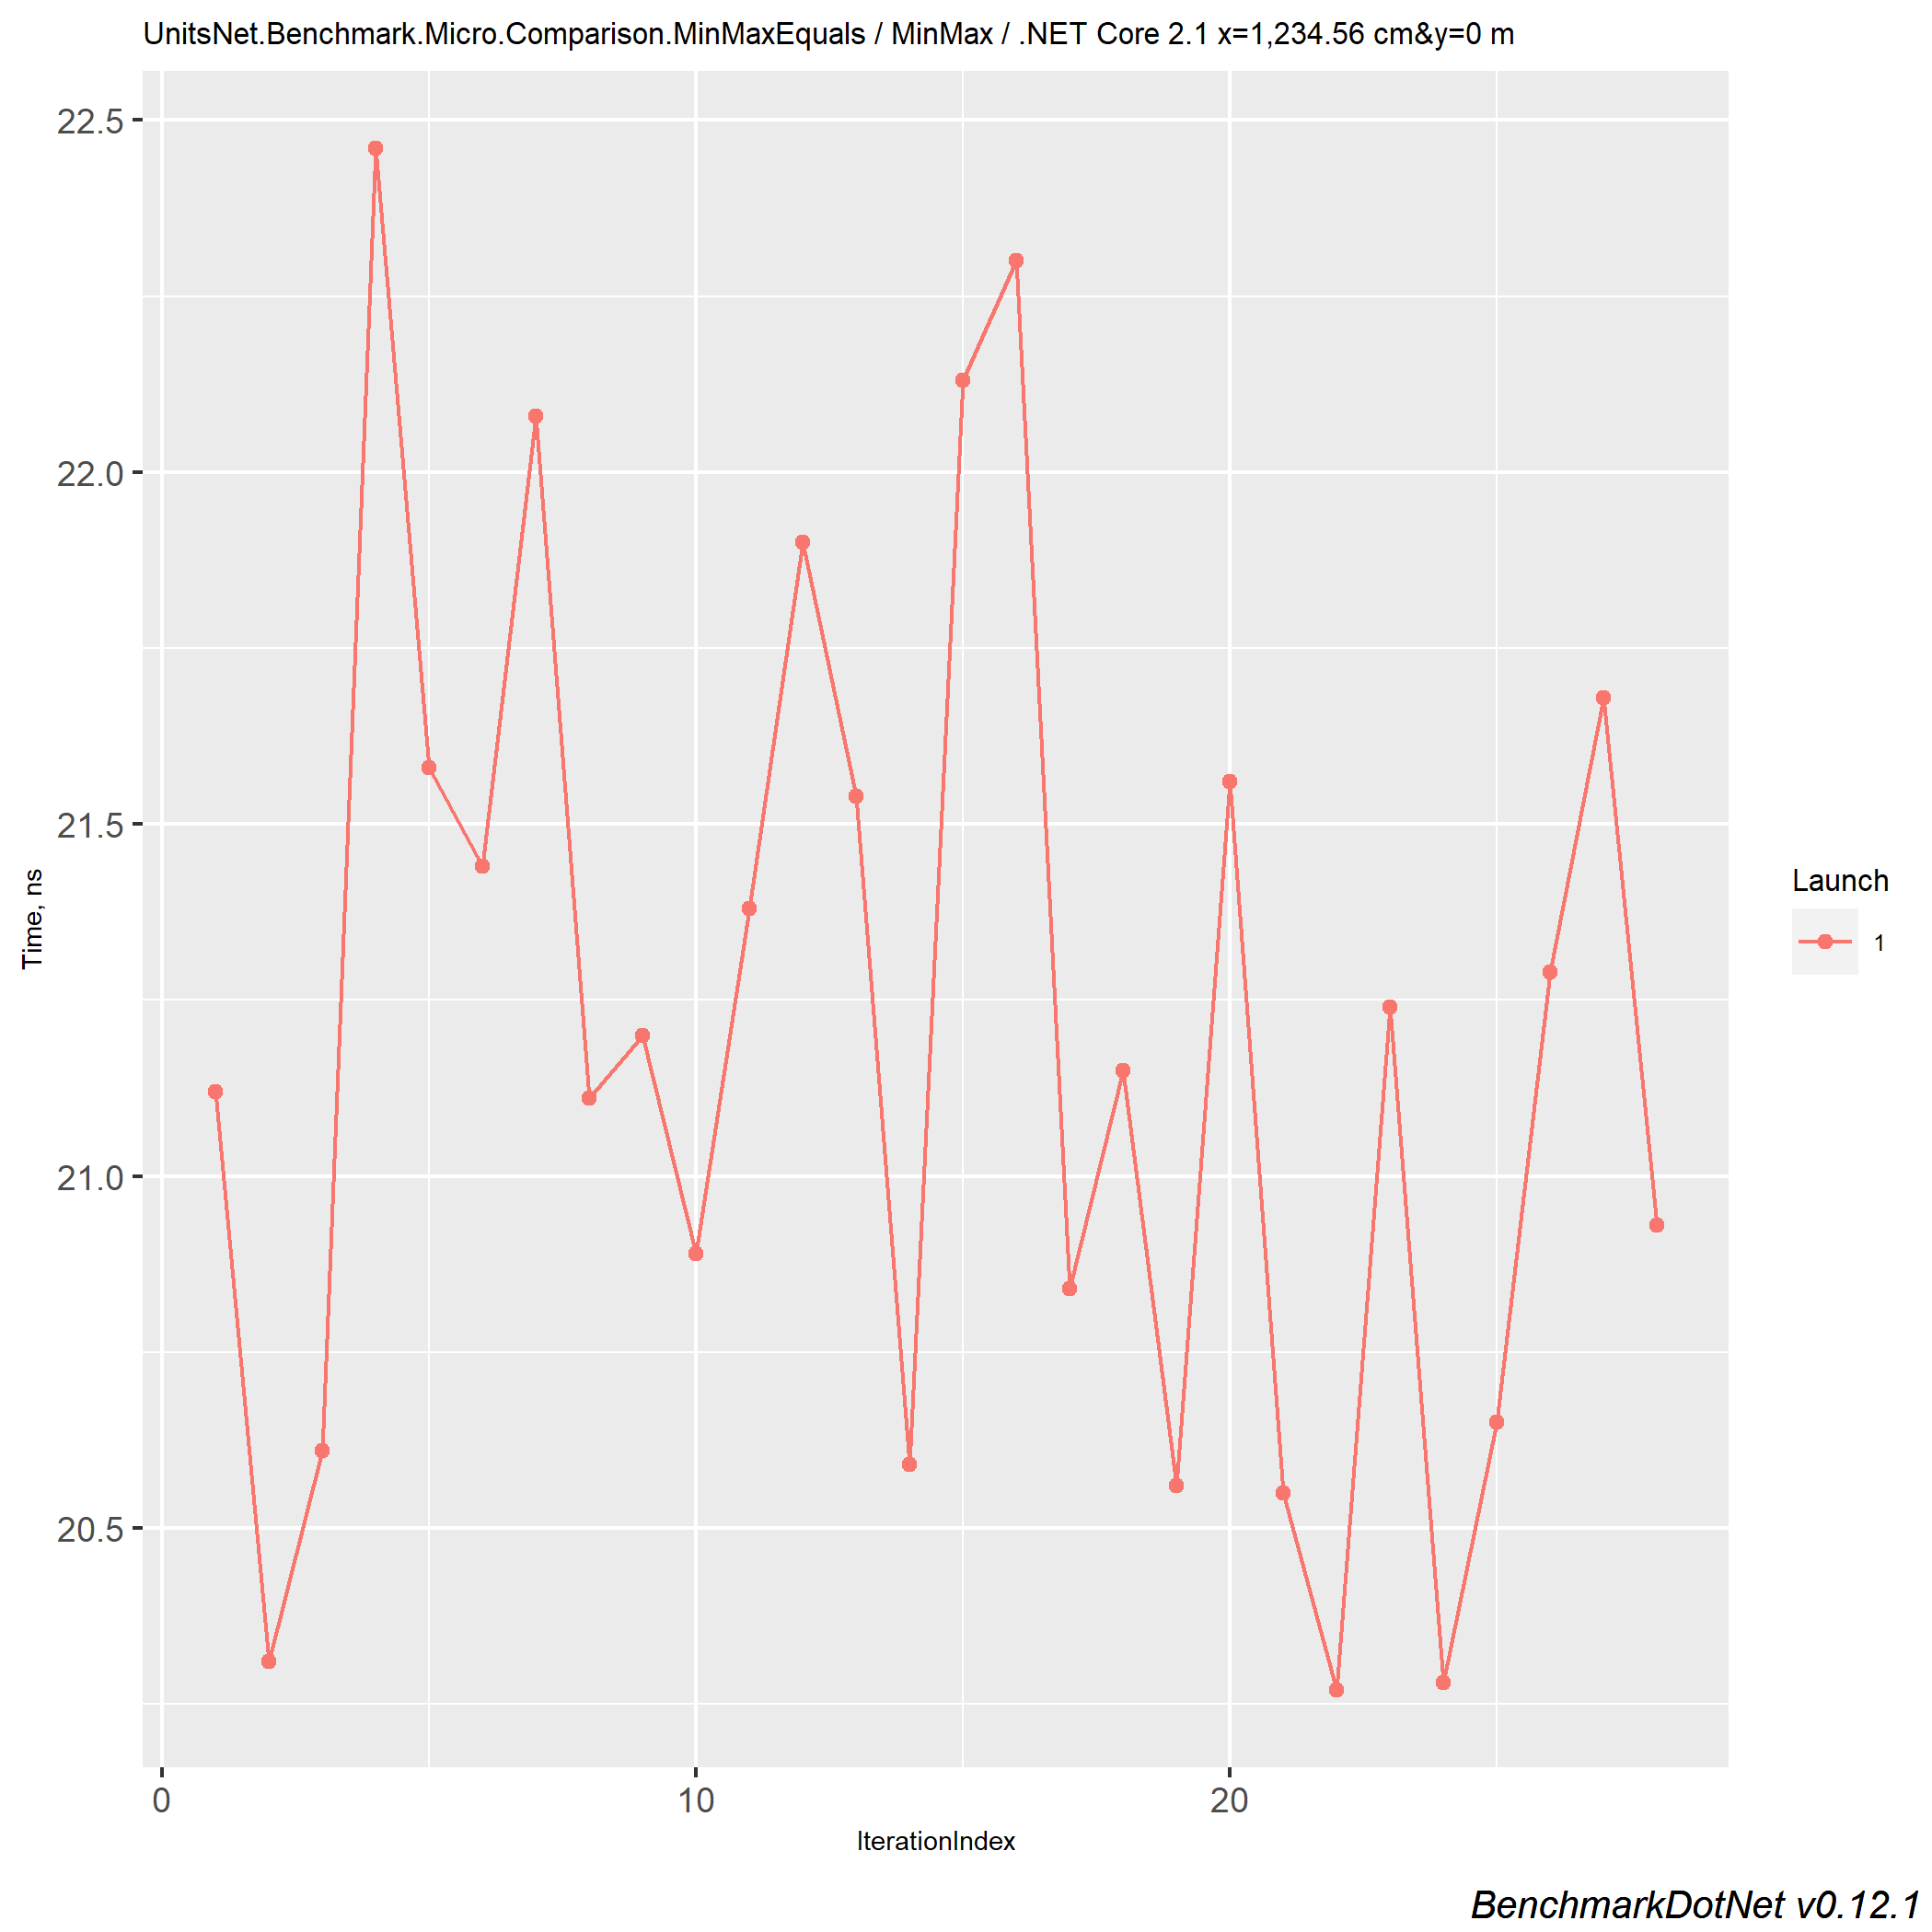 UnitsNet.Benchmark.Micro.Comparison.MinMaxEquals / MinMax / .NET Core 2.1 x=1,234.56 cm&y=0 m
22.5
22.0
21.5
21.0
20.5
Time, ns
0 10 20
IterationIndex
Launch
1
BenchmarkDotNet v0.12.1